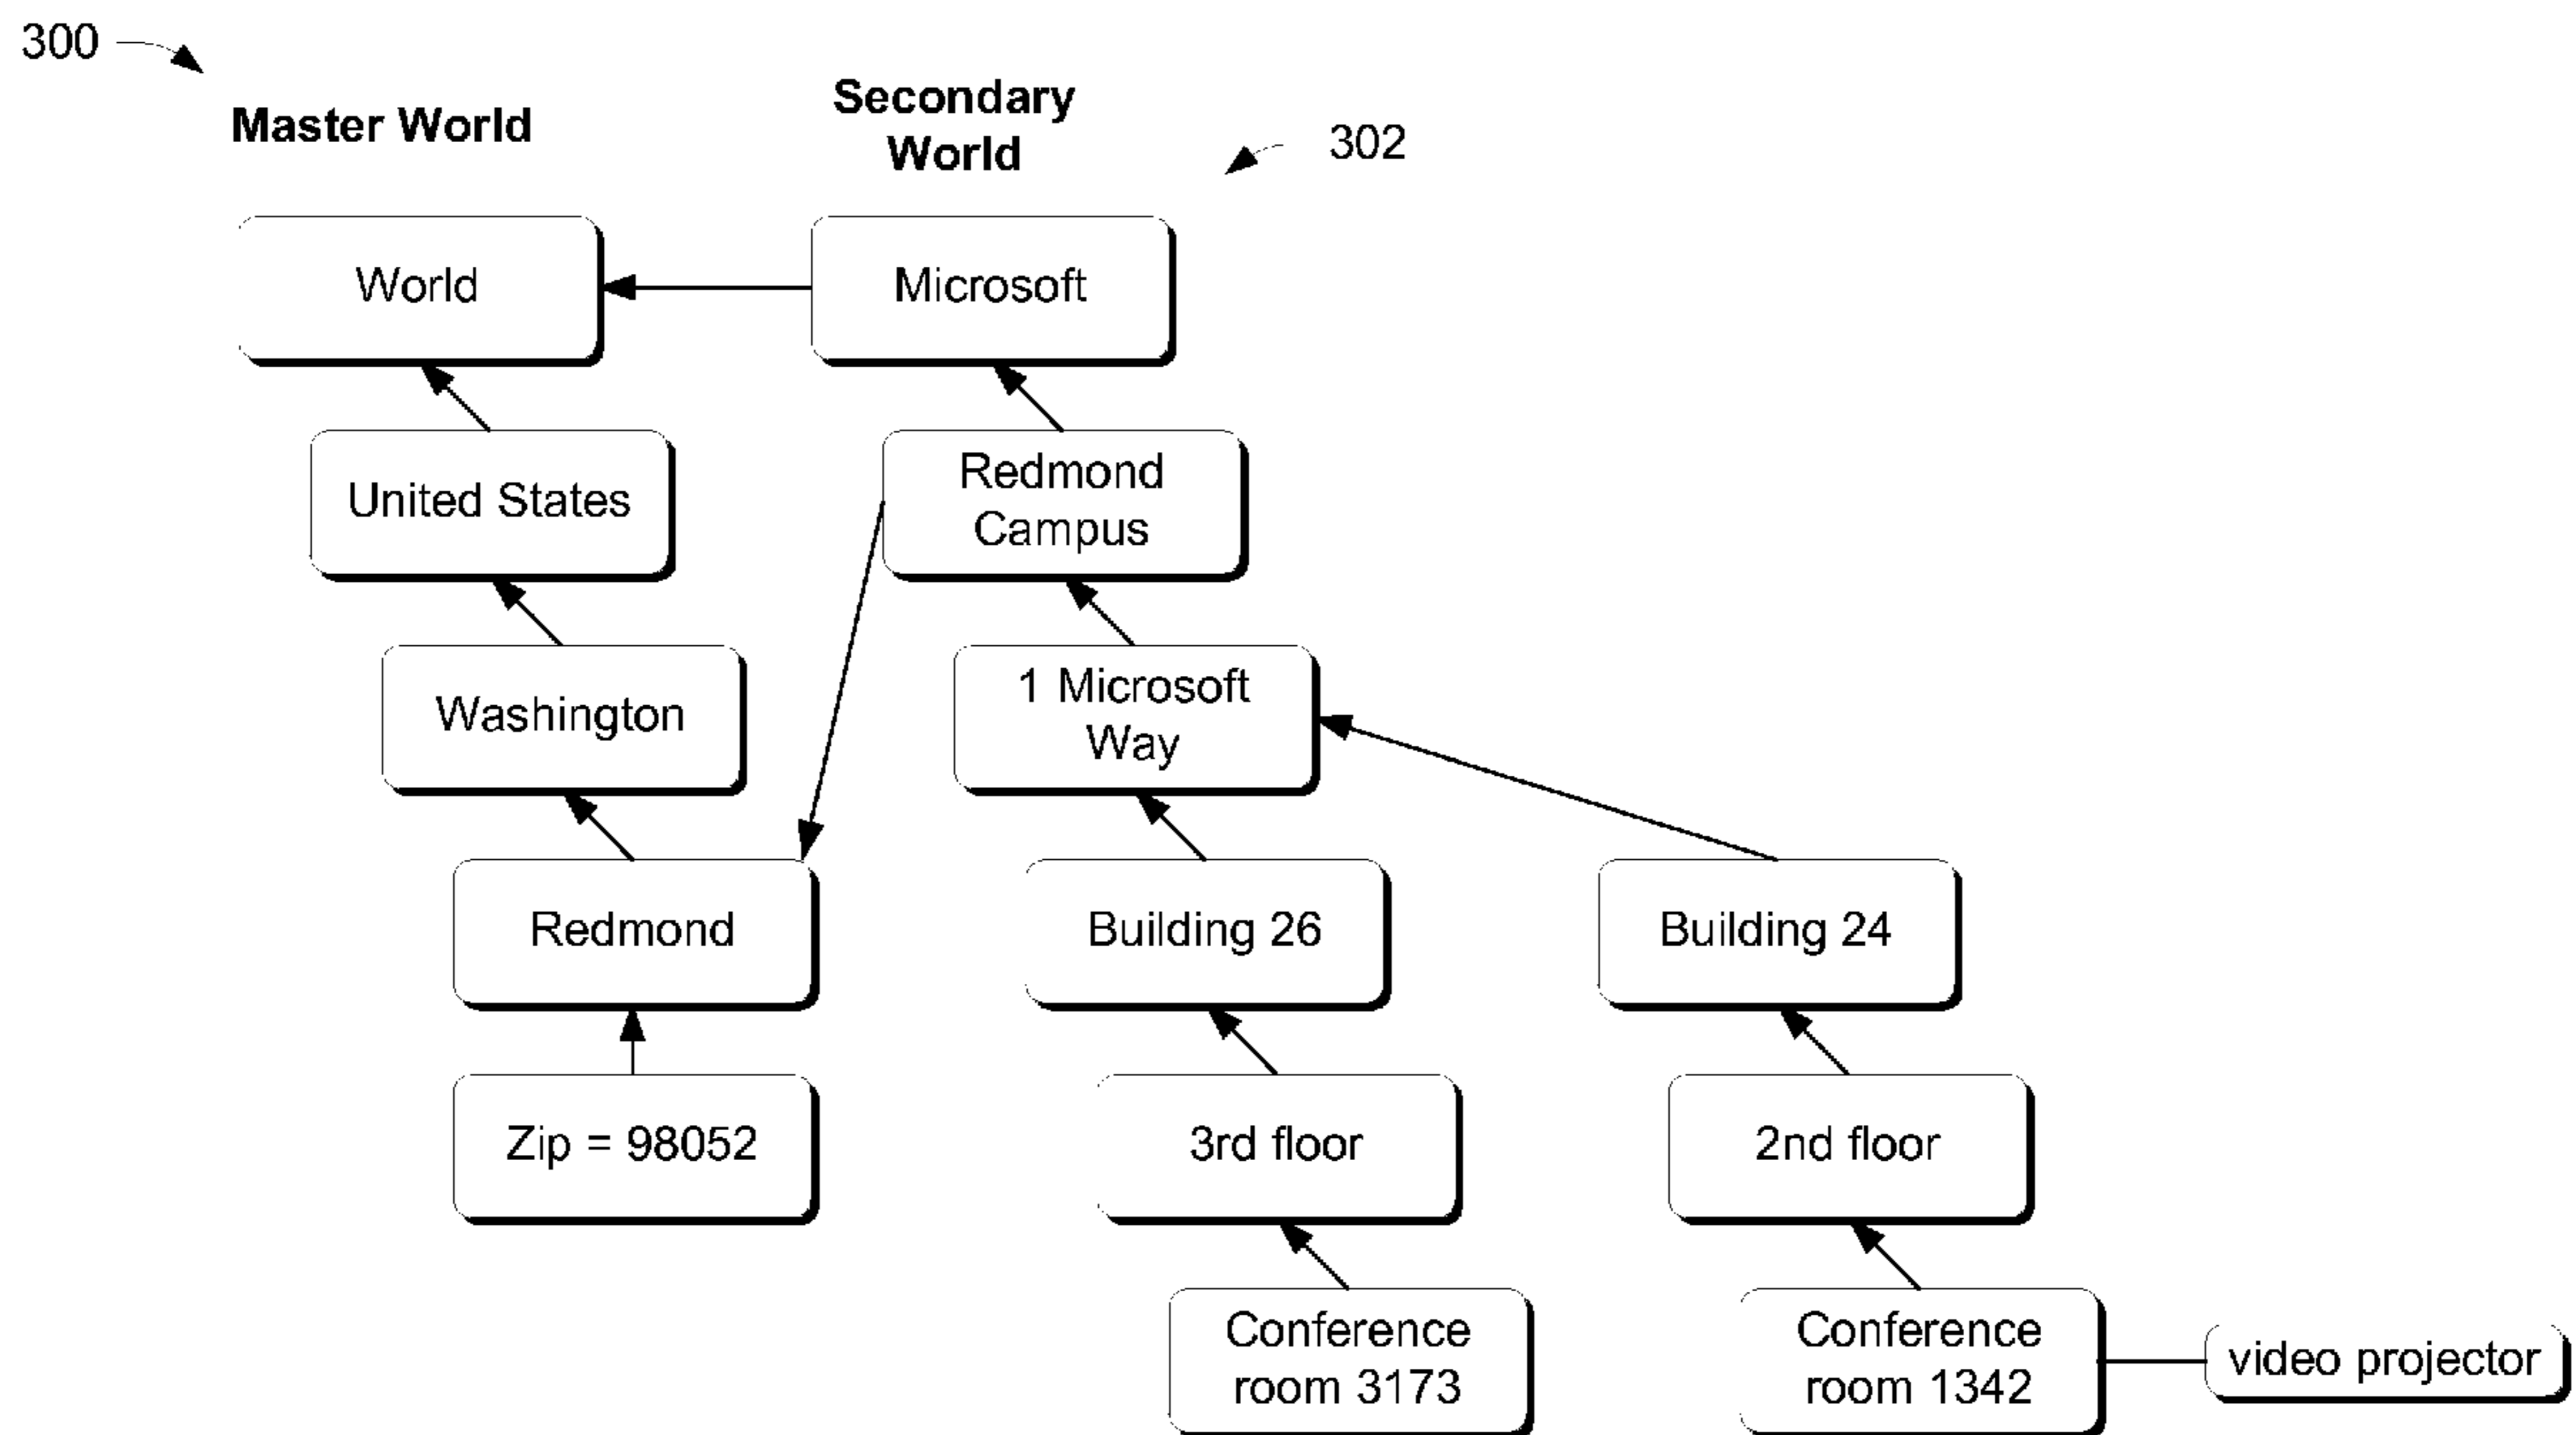 300
Master World
Secondary
World
302
World
Microsoft
United States
Redmond
Campus
Washington
1 Microsoft
Way
Redmond
Building 26
Building 24
Zip = 98052
3rd floor
2nd floor
Conference
room 3173
Conference
room 1342
video projector